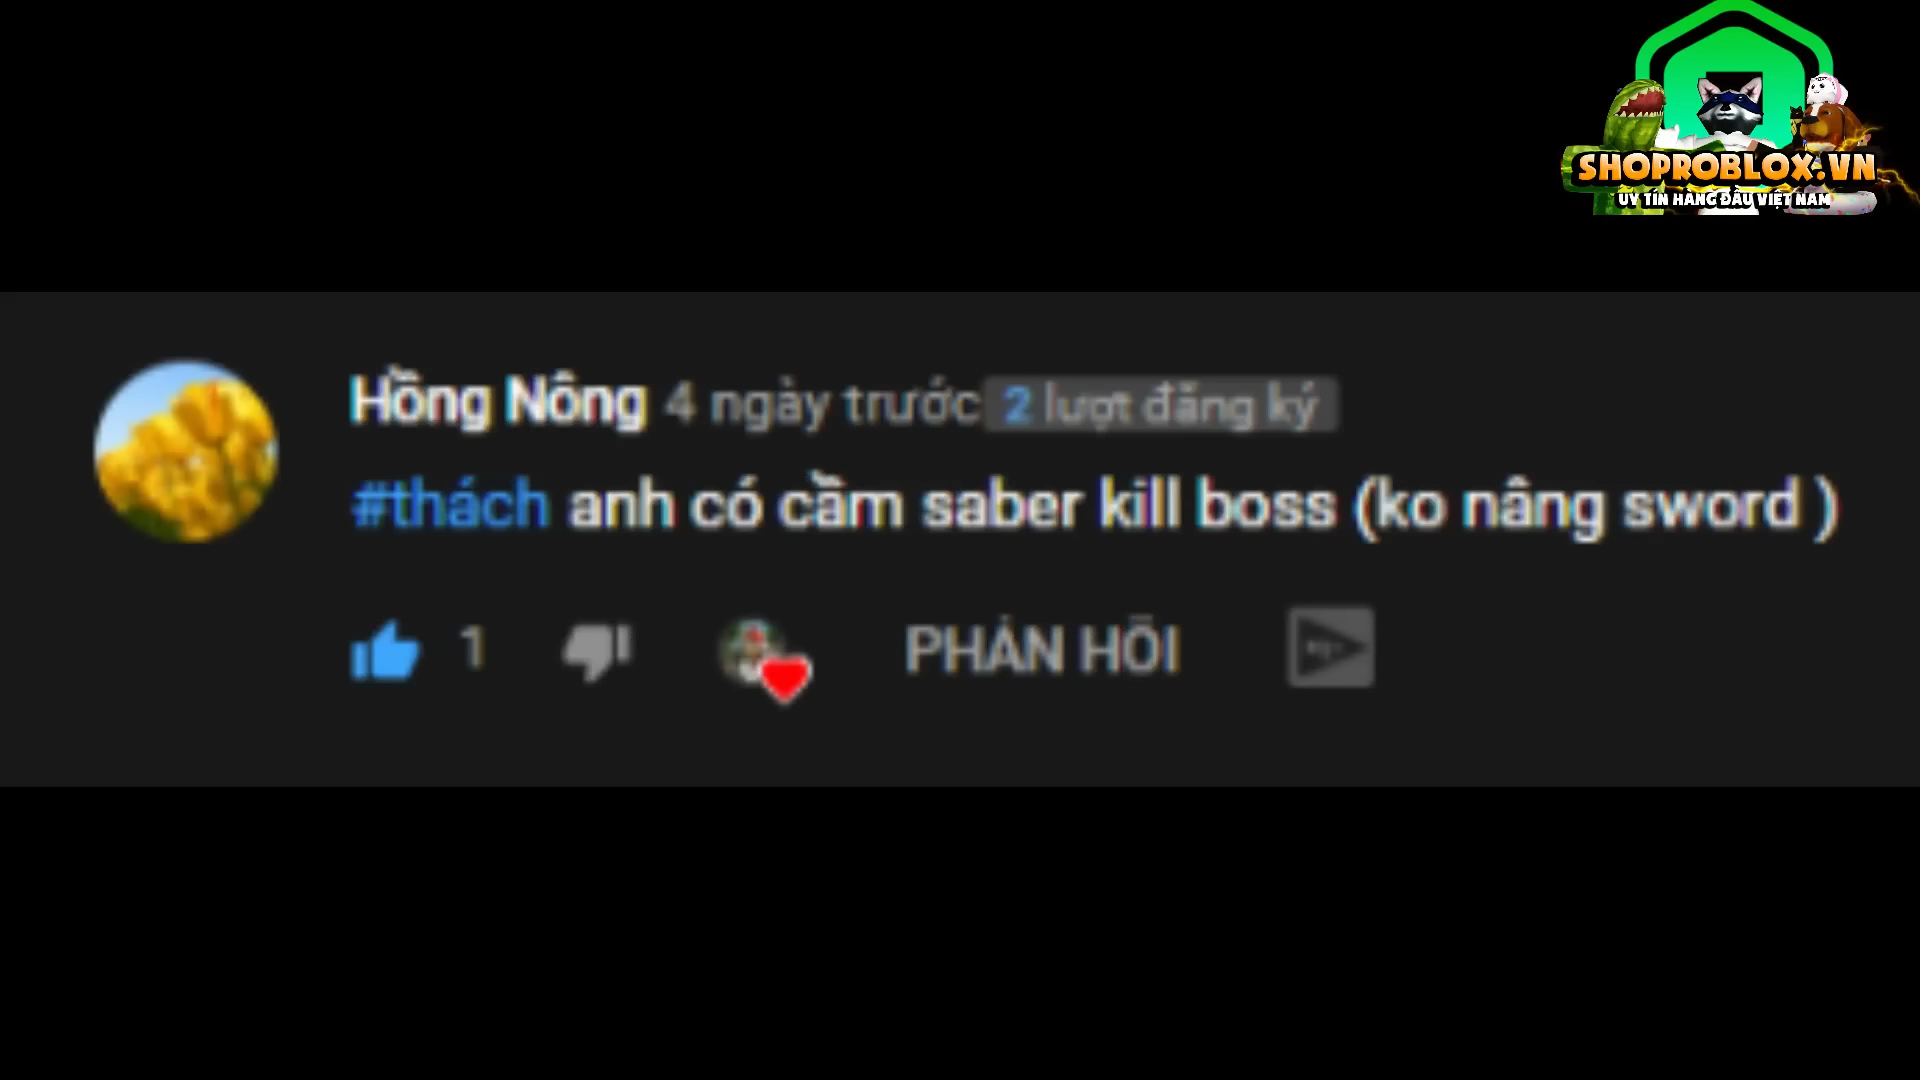 SHOPROBLOX.VN
UY TÍN HÀNG ĐẦU VIỆT NAM
Hồng Nông 4 ngày trước 2 lượt đăng ký
#thách anh có cầm saber kill boss (ko nâng sword )
1 PHẢN HỒI